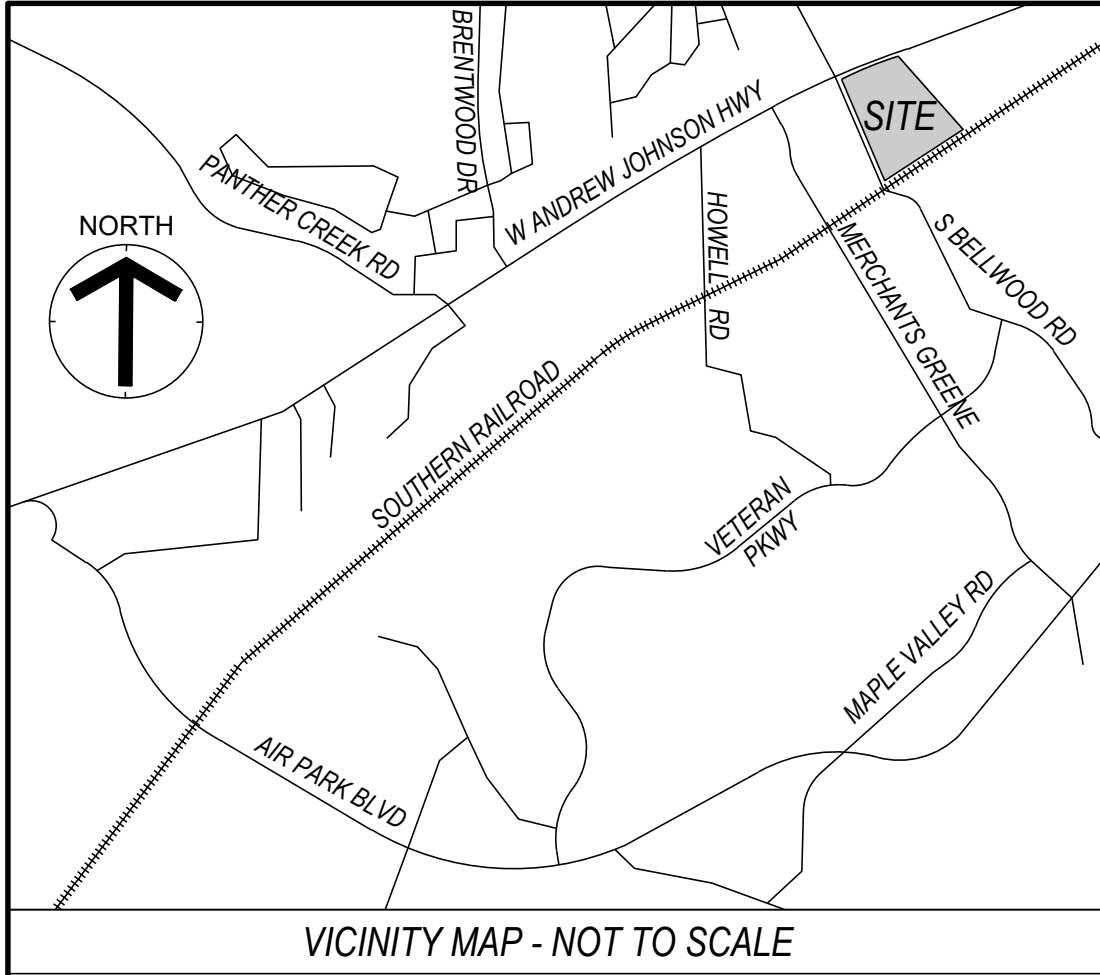 BRENTWOOD DR
SITE
W ANDREW JOHNSON HWY
PANTHER CREEK RD
NORTH
HOWELL RD
S BELLWOOD RD
MERCHANTS GREENE
SOUTHERN RAILROAD
VETERAN
PKWY
MAPLE VALLEY RD
AIR PARK BLVD
VICINITY MAP - NOT TO SCALE